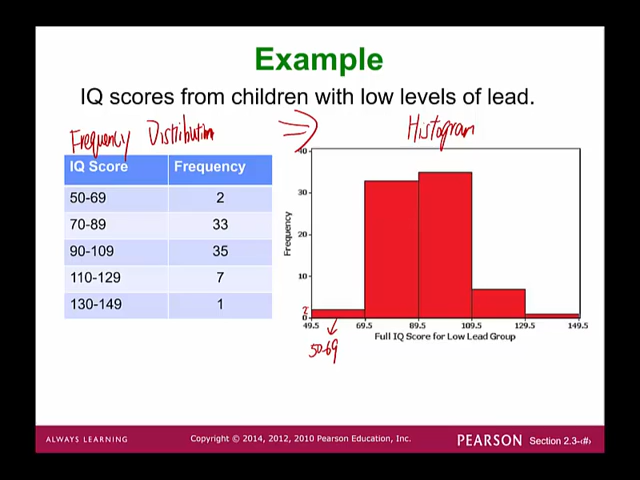 Example
IQ scores from children with low levels of lead.
Frequency Distribution
Histogram
IQ Score Frequency
50-69 2
70-89 33
90-109 35
110-129 7
130-149 1
Frequency
40
30
20
10
0
2
49.5 69.5 89.5 109.5 129.5 149.5
Full IQ Score for Low Lead Group
50-69
ALWAYS LEARNING
Copyright © 2014, 2012, 2010 Pearson Education, Inc.
PEARSON
Section 2.3-‹#›